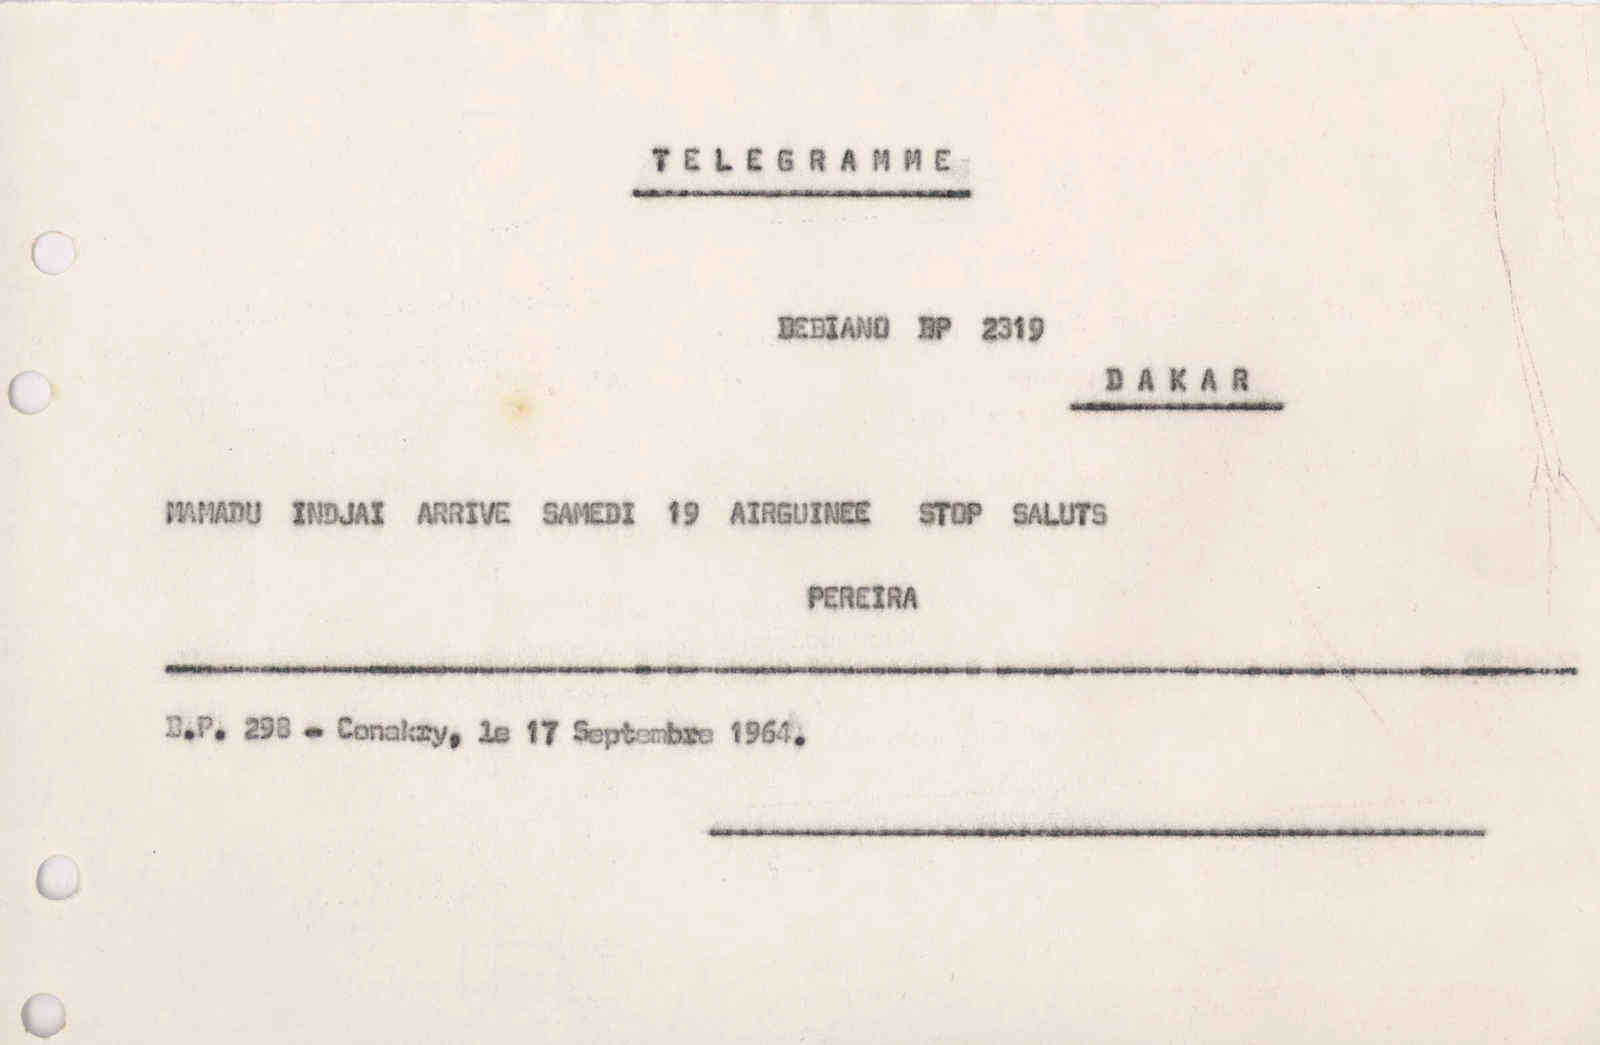 TELEGRAMME
BEBIANO BP 2319
DAKAR
MAMADU INDJAI ARRIVE SAMEDI 19 AIRGUINEE STOP SALUTS
PEREIRA
B.P. 298 - Conakry, le 17 Septembre 1964.